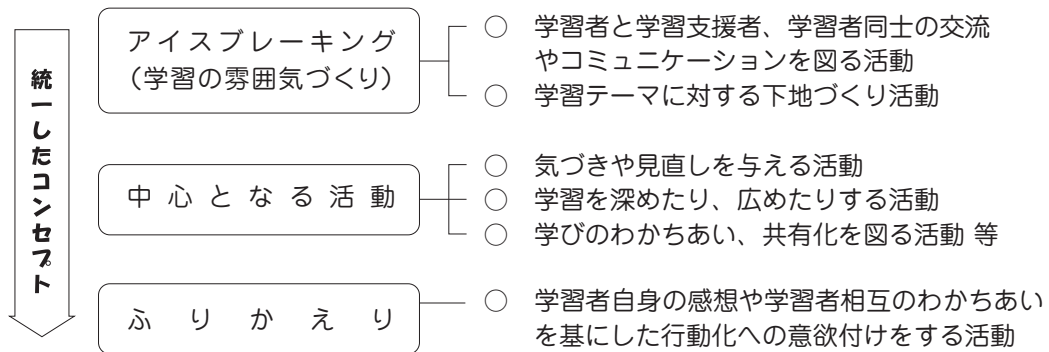 統一したコンセプト
アイスブレーキング
(学習の雰囲気づくり)
○ 学習者と学習支援者、学習者同士の交流
やコミュニケーションを図る活動
○ 学習テーマに対する下地づくり活動
中心となる活動
○ 気づきや見直しを与える活動
○ 学習を深めたり、広めたりする活動
○ 学びのわかちあい、共有化を図る活動 等
ふりかえり
○ 学習者自身の感想や学習者相互のわかちあい
を基にした行動化への意欲付けをする活動